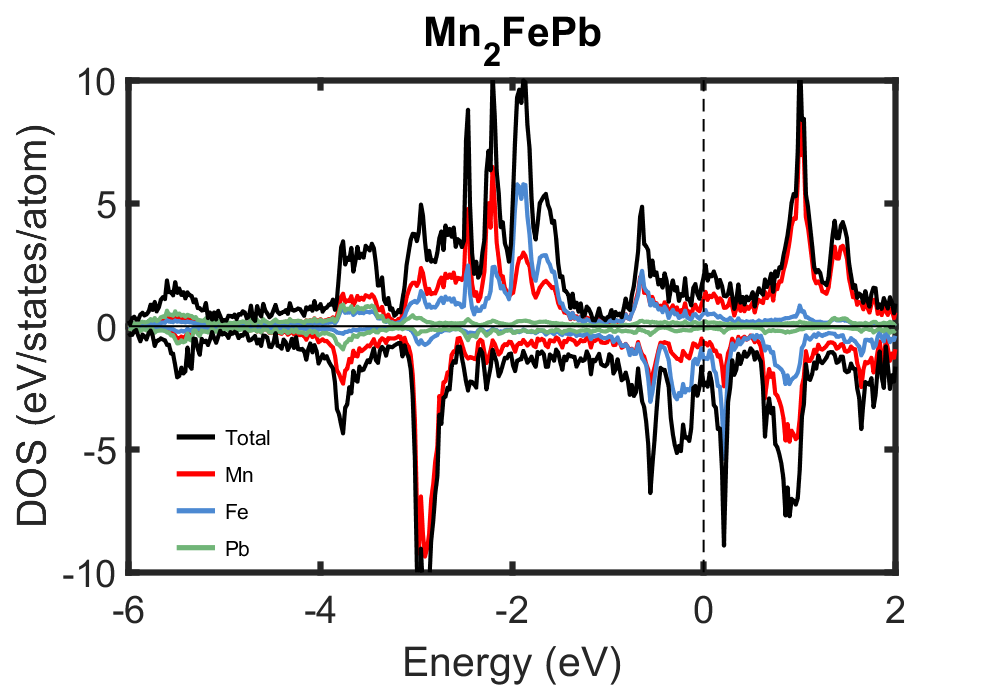 Mn₂FePb
DOS (eV/states/atom)
10
5
0
-5
-10
Total
Mn
Fe
Pb
-6 -4 -2 0 2
Energy (eV)